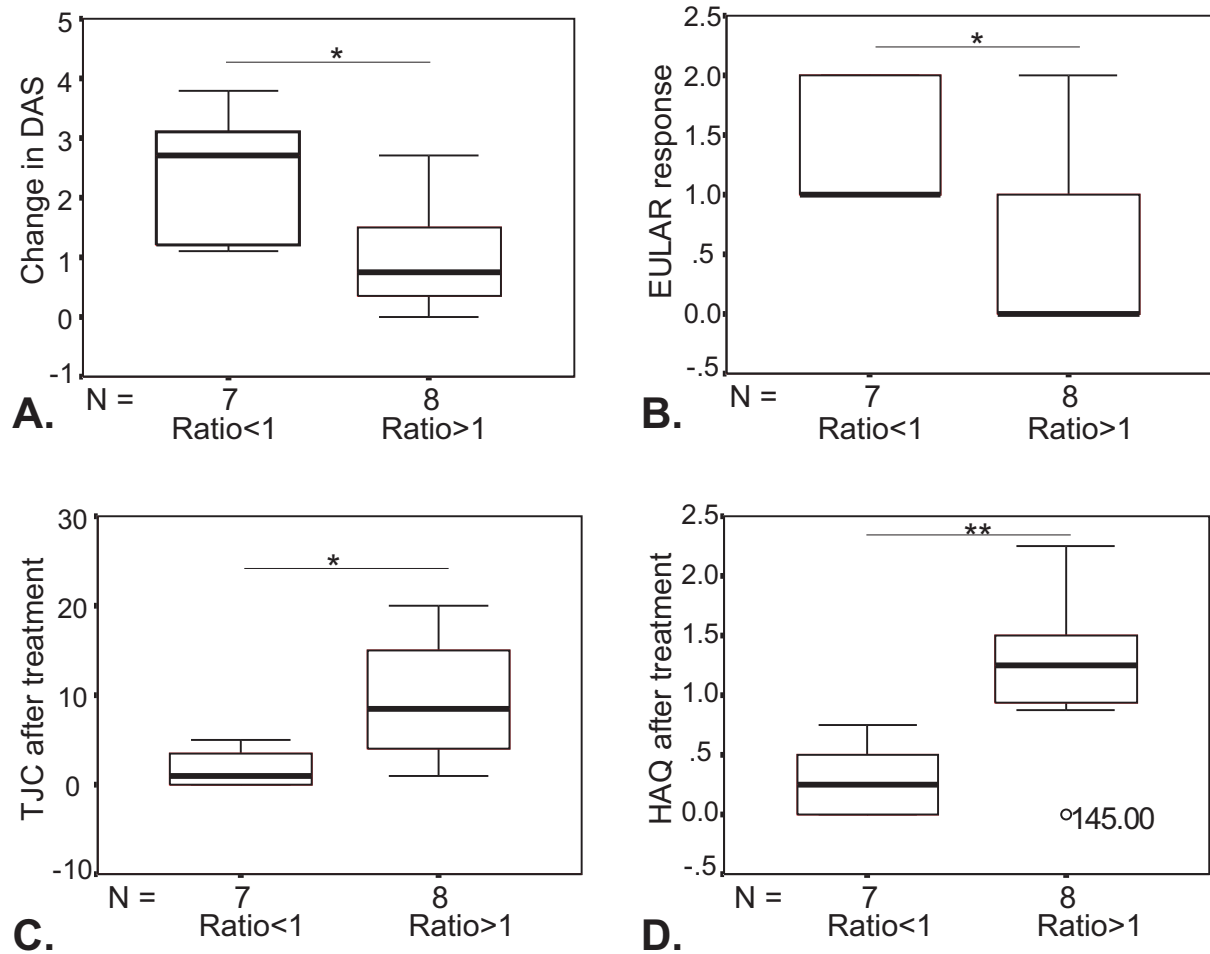 5
4
3
2
1
0
-1
Change in DAS
*
N = 7 8
Ratio<1 Ratio>1
A.
2.5
2.0
1.5
1.0
.5
0.0
-.5
EULAR response
*
N = 7 8
Ratio<1 Ratio>1
B.
30
20
10
0
-10
TJC after treatment
*
N = 7 8
Ratio<1 Ratio>1
C.
2.5
2.0
1.5
1.0
.5
0.0
-.5
HAQ after treatment
**
145.00
N = 7 8
Ratio<1 Ratio>1
D.